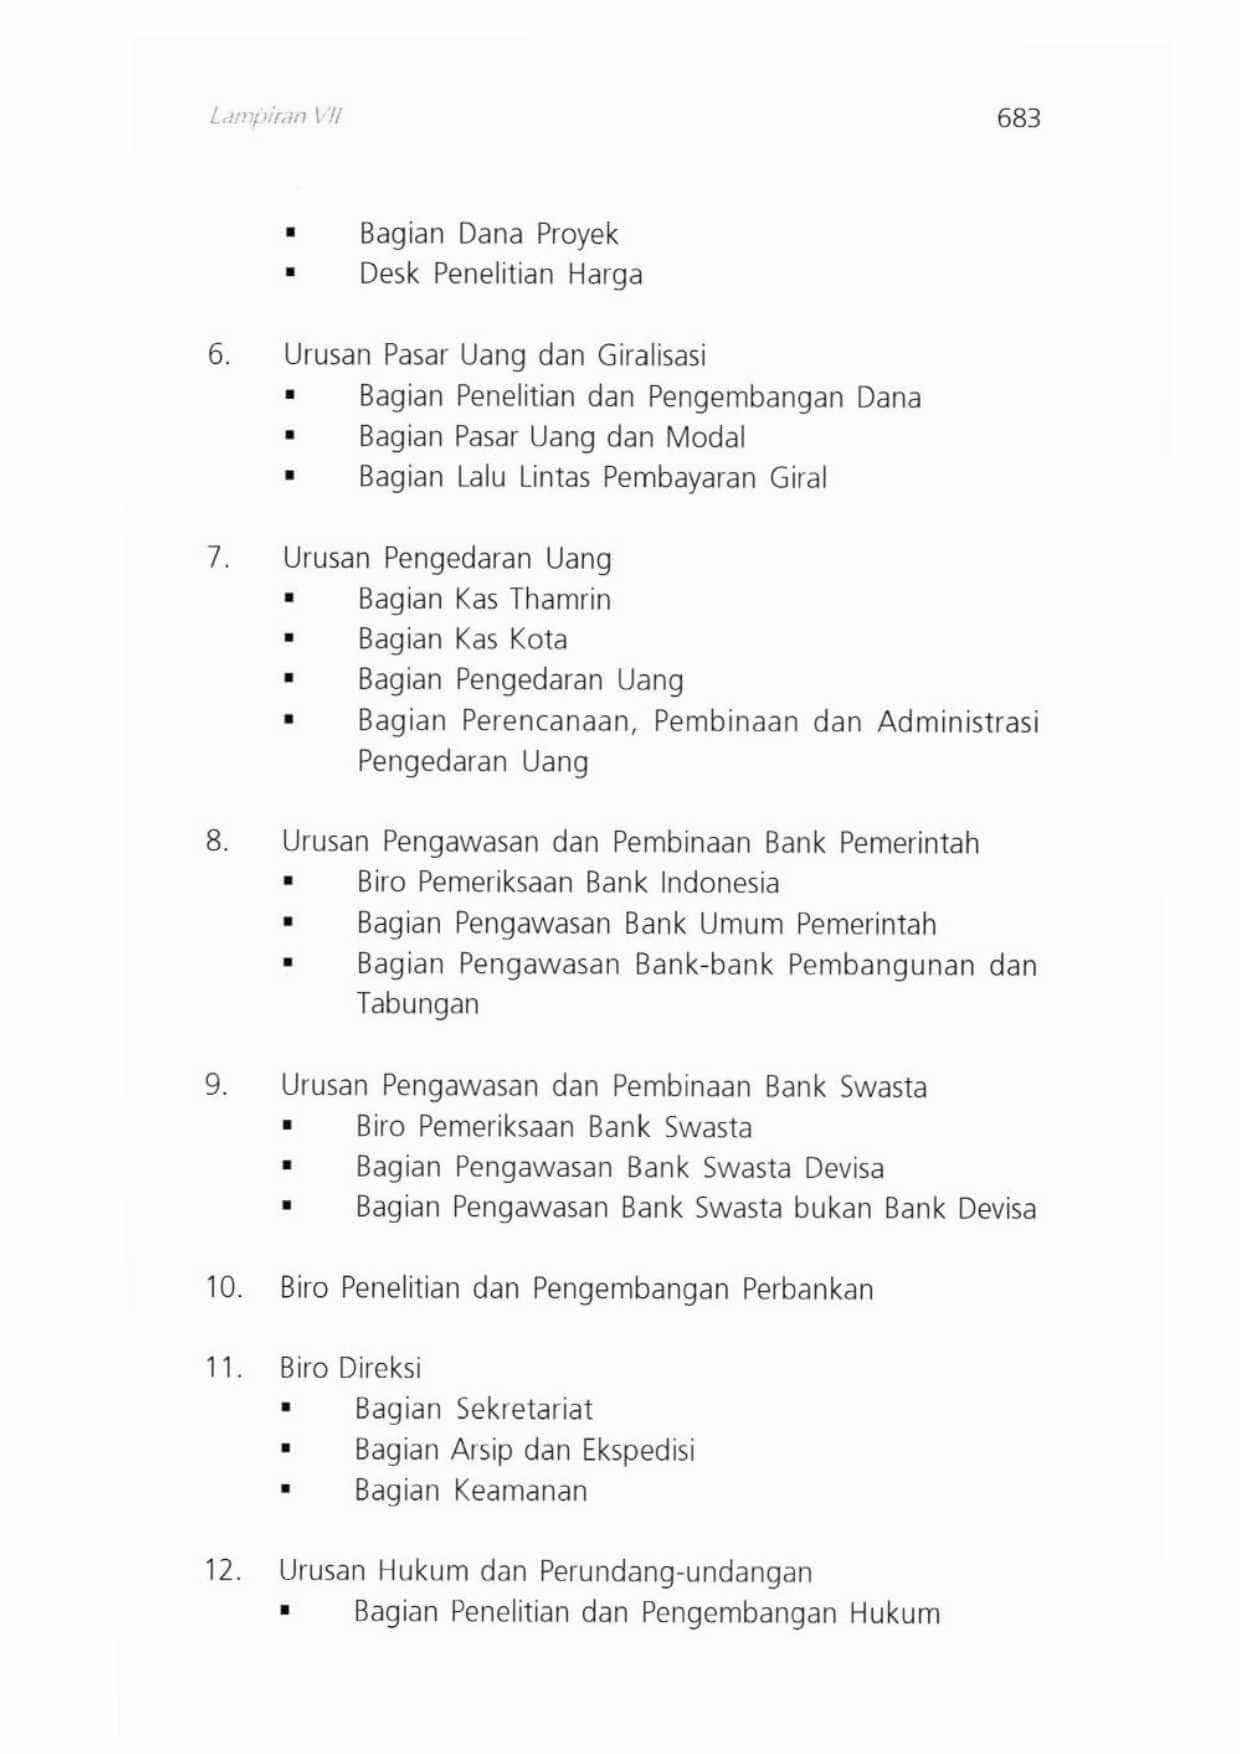 Lampiran VII 683
▪ Bagian Dana Proyek
▪ Desk Penelitian Harga
6. Urusan Pasar Uang dan Giralisasi
▪ Bagian Penelitian dan Pengembangan Dana
▪ Bagian Pasar Uang dan Modal
▪ Bagian Lalu Lintas Pembayaran Giral
7. Urusan Pengedaran Uang
▪ Bagian Kas Thamrin
▪ Bagian Kas Kota
▪ Bagian Pengedaran Uang
▪ Bagian Perencanaan, Pembinaan dan Administrasi
Pengedaran Uang
8. Urusan Pengawasan dan Pembinaan Bank Pemerintah
▪ Biro Pemeriksaan Bank Indonesia
▪ Bagian Pengawasan Bank Umum Pemerintah
▪ Bagian Pengawasan Bank-bank Pembangunan dan
Tabungan
9. Urusan Pengawasan dan Pembinaan Bank Swasta
▪ Biro Pemeriksaan Bank Swasta
▪ Bagian Pengawasan Bank Swasta Devisa
▪ Bagian Pengawasan Bank Swasta bukan Bank Devisa
10. Biro Penelitian dan Pengembangan Perbankan
11. Biro Direksi
▪ Bagian Sekretariat
▪ Bagian Arsip dan Ekspedisi
▪ Bagian Keamanan
12. Urusan Hukum dan Perundang-undangan
▪ Bagian Penelitian dan Pengembangan Hukum